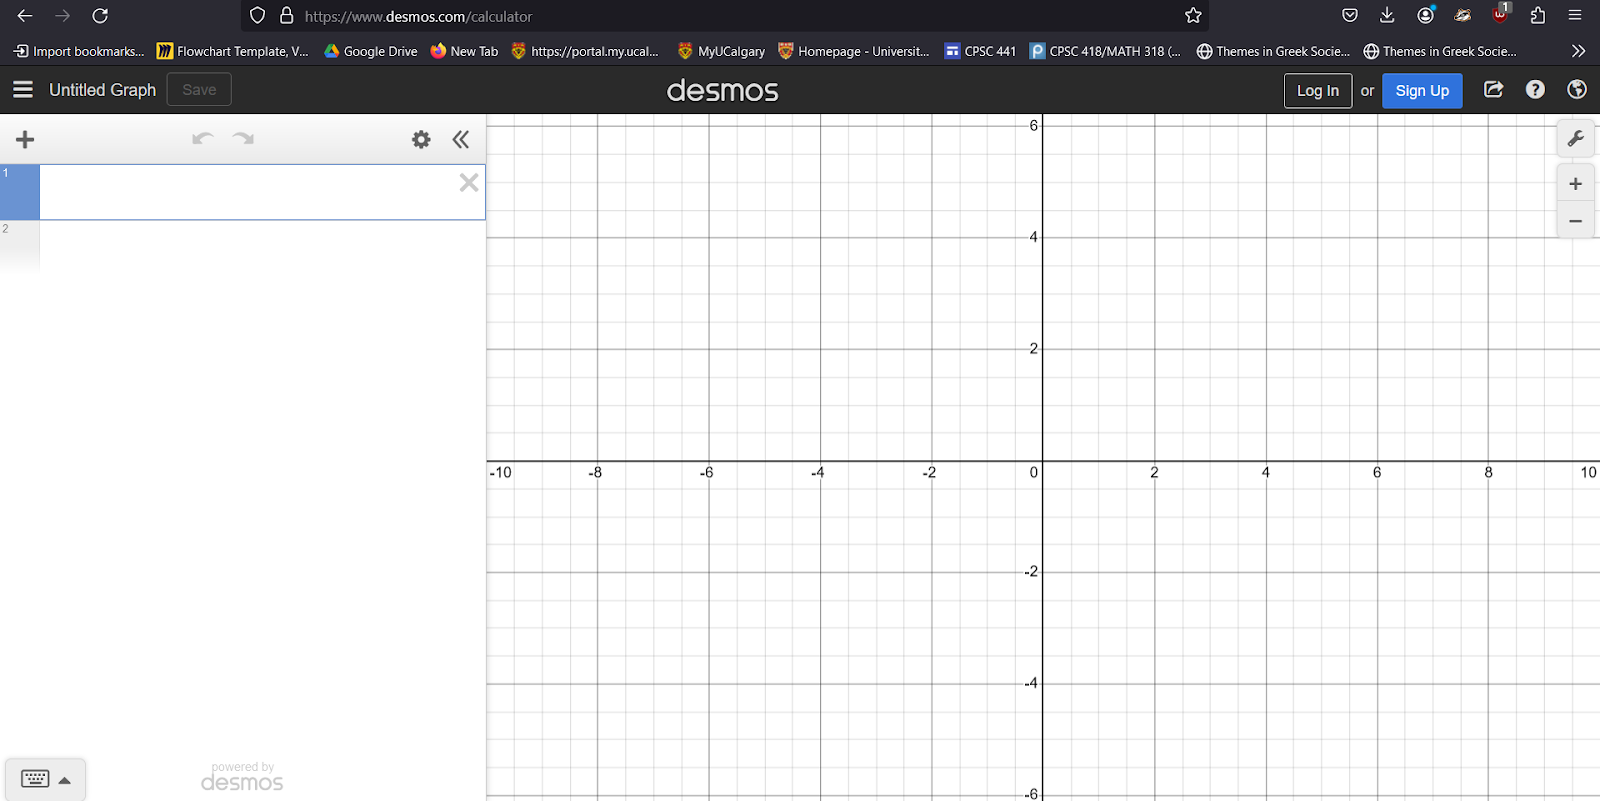 https://www.desmos.com/calculator
1
Import bookmarks... Flowchart Template, V... Google Drive New Tab https://portal.my.ucal... MyUCalgary Homepage - Universit... CPSC 441 CPSC 418/MATH 318 (... Themes in Greek Socie... Themes in Greek Socie...
Untitled Graph Save desmos Log In or Sign Up
1
2
6
4
2
-10 -8 -6 -4 -2 0 2 4 6 8 10
-2
-4
-6
powered by
desmos